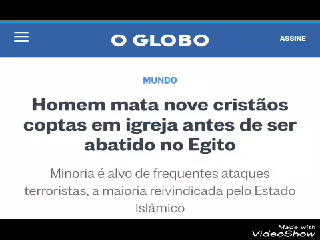 O GLOBO
ASSINE
MUNDO
Homem mata nove cristãos
coptas em igreja antes de ser
abatido no Egito
Minoria é alvo de frequentes ataques
terroristas, a maioria reivindicada pelo Estado
Islâmico
Made with
VideoShow